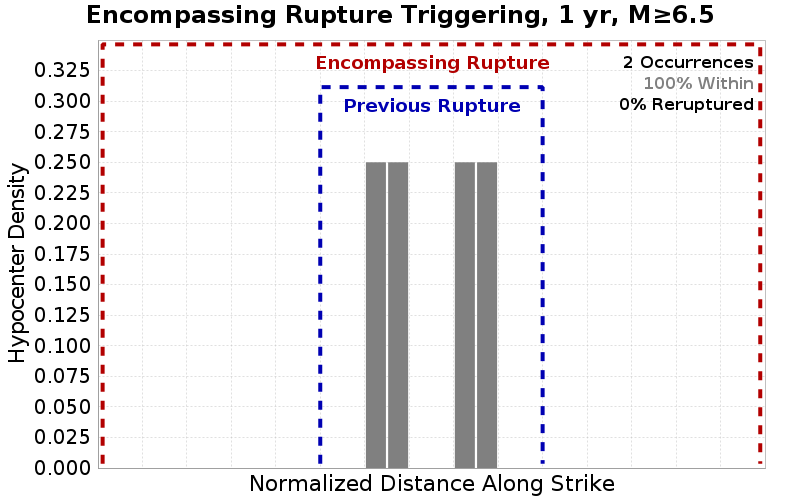 Encompassing Rupture Triggering, 1 yr, M≥6.5
Encompassing Rupture
Previous Rupture
2 Occurrences
100% Within
0% Reruptured
Hypocenter Density
0.325
0.300
0.275
0.250
0.225
0.200
0.175
0.150
0.125
0.100
0.075
0.050
0.025
0.000
Normalized Distance Along Strike